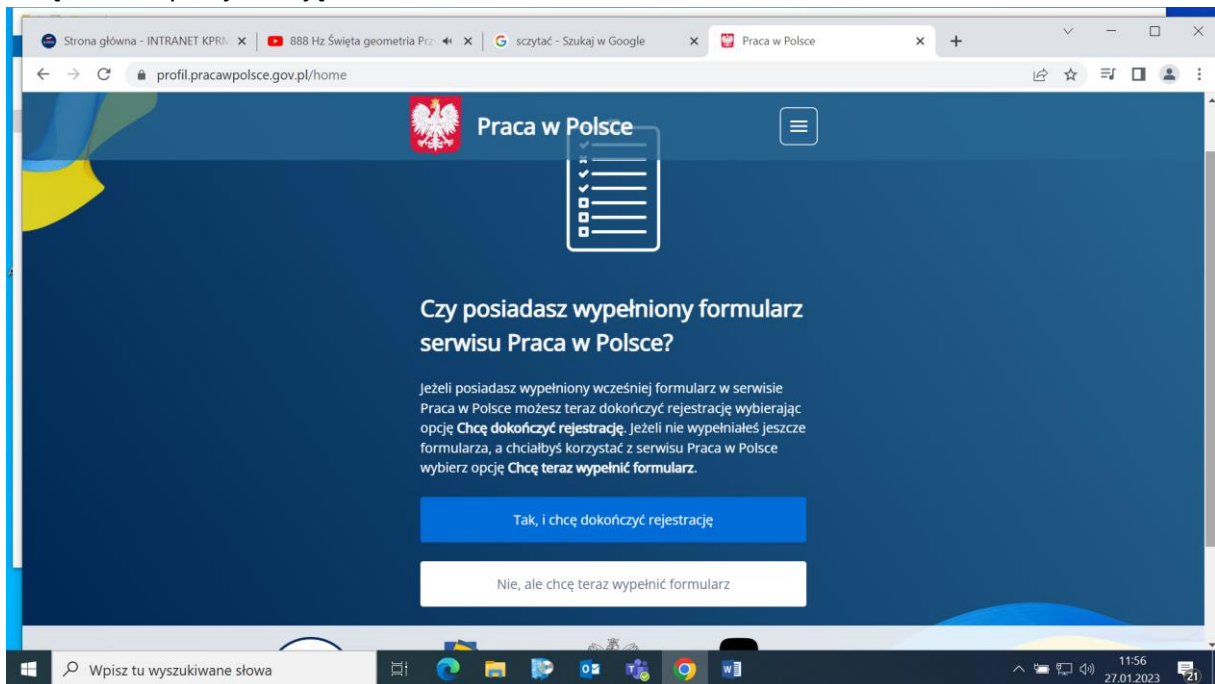 Strona główna - INTRANET KPRM
888 Hz Święta geometria Prz
sczytać - Szukaj w Google
Praca w Polsce
profil.pracawpolsce.gov.pl/home
Praca w Polsce
Czy posiadasz wypełniony formularz
serwisu Praca w Polsce?
Jeżeli posiadasz wypełniony wcześniej formularz w serwisie
Praca w Polsce możesz teraz dokończyć rejestrację wybierając
opcję Chcę dokończyć rejestrację. Jeżeli nie wypełniałeś jeszcze
formularza, a chciałbyś korzystać z serwisu Praca w Polsce
wybierz opcję Chcę teraz wypełnić formularz.
Tak, i chcę dokończyć rejestrację
Nie, ale chcę teraz wypełnić formularz
Wpisz tu wyszukiwane słowa
11:56
27.01.2023
21